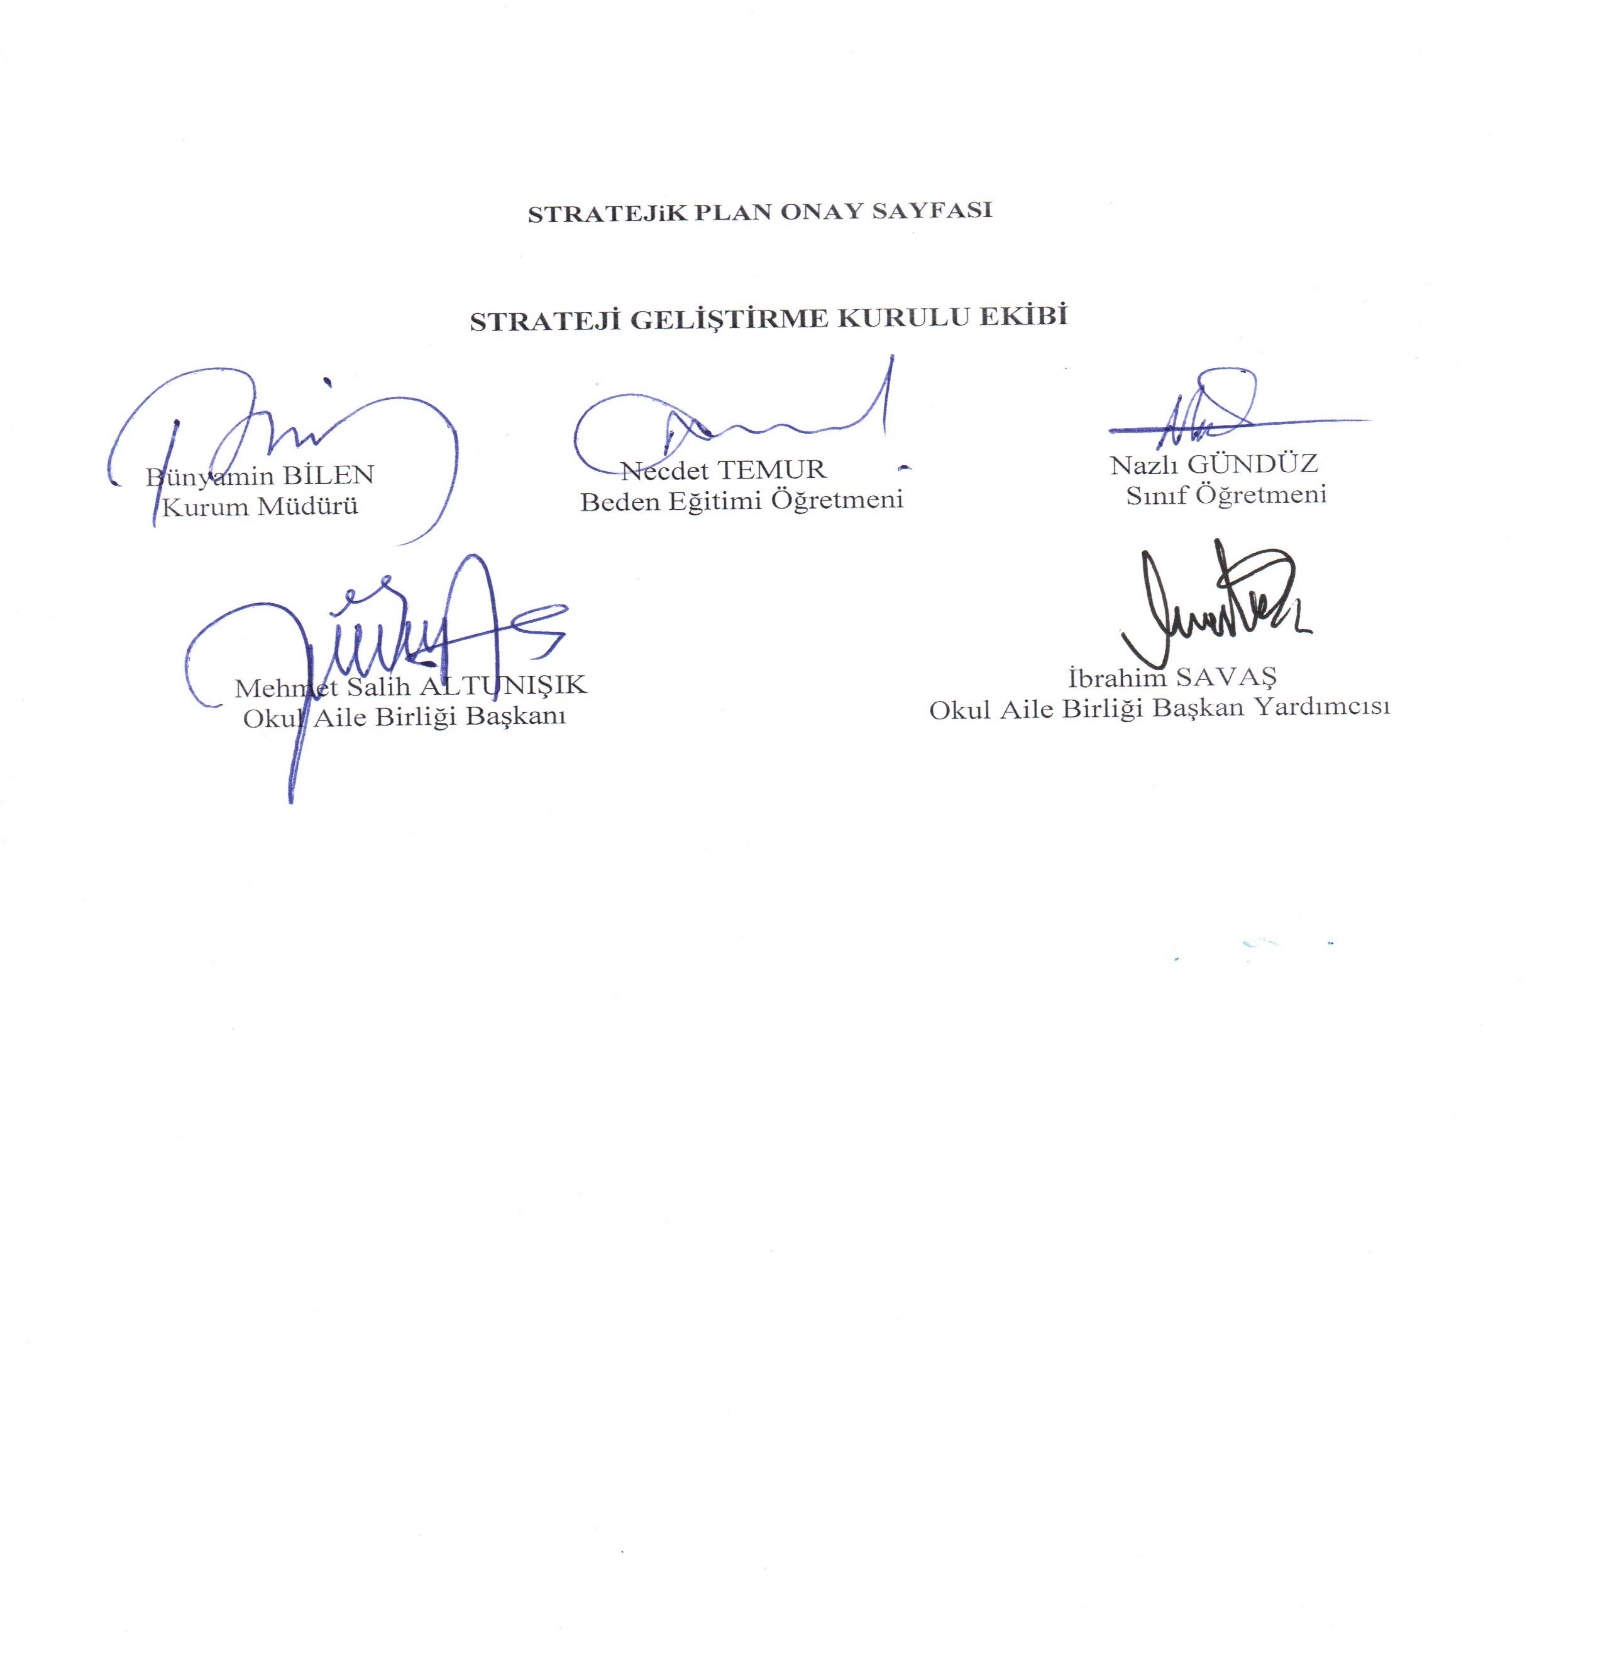 STRATEJiK PLAN ONAY SAYFASI
STRATEJİ GELİŞTİRME KURULU EKİBİ
Bünyamin BİLEN
Kurum Müdürü
Necdet TEMUR
Beden Eğitimi Öğretmeni
Nazlı GÜNDÜZ
Sınıf Öğretmeni
Mehmet Salih ALTUNIŞIK
Okul Aile Birliği Başkanı
İbrahim SAVAŞ
Okul Aile Birliği Başkan Yardımcısı